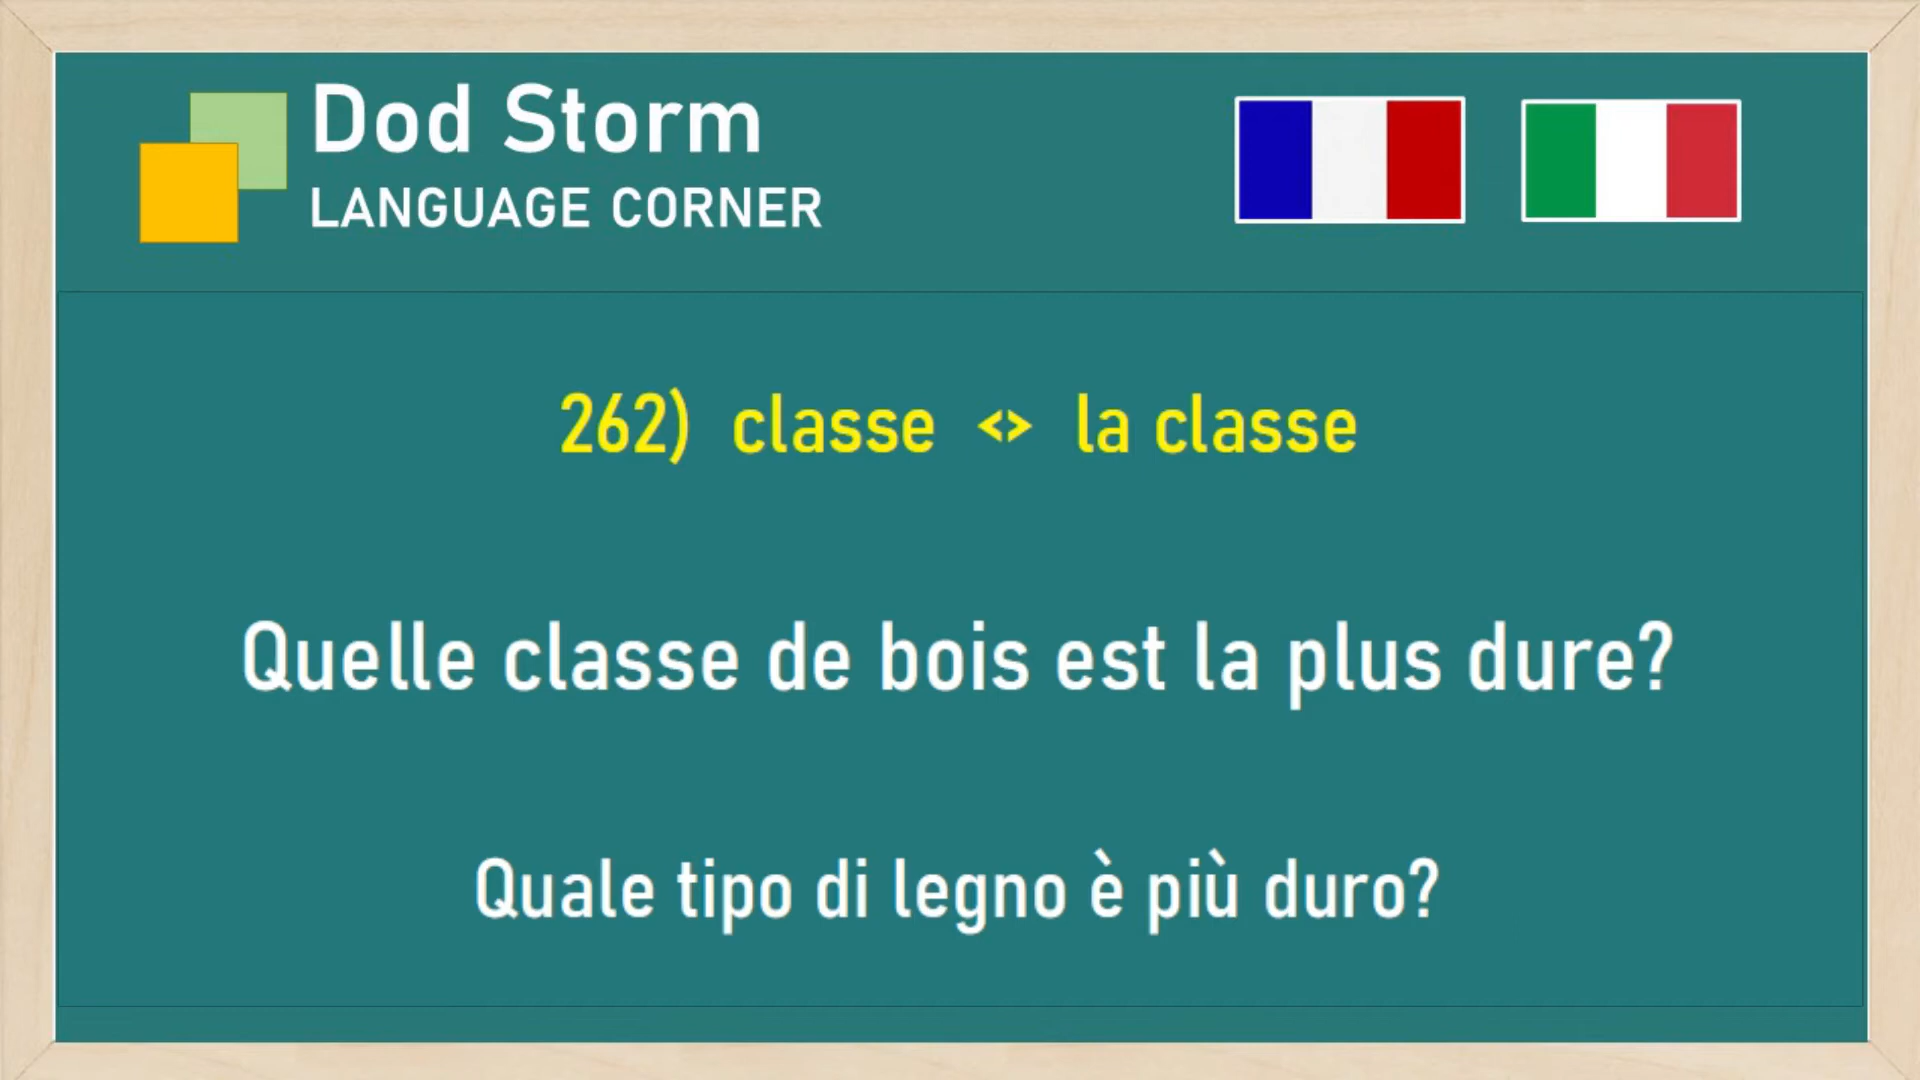 Dod Storm
LANGUAGE CORNER
262) classe <> la classe
Quelle classe de bois est la plus dure?
Quale tipo di legno è più duro?